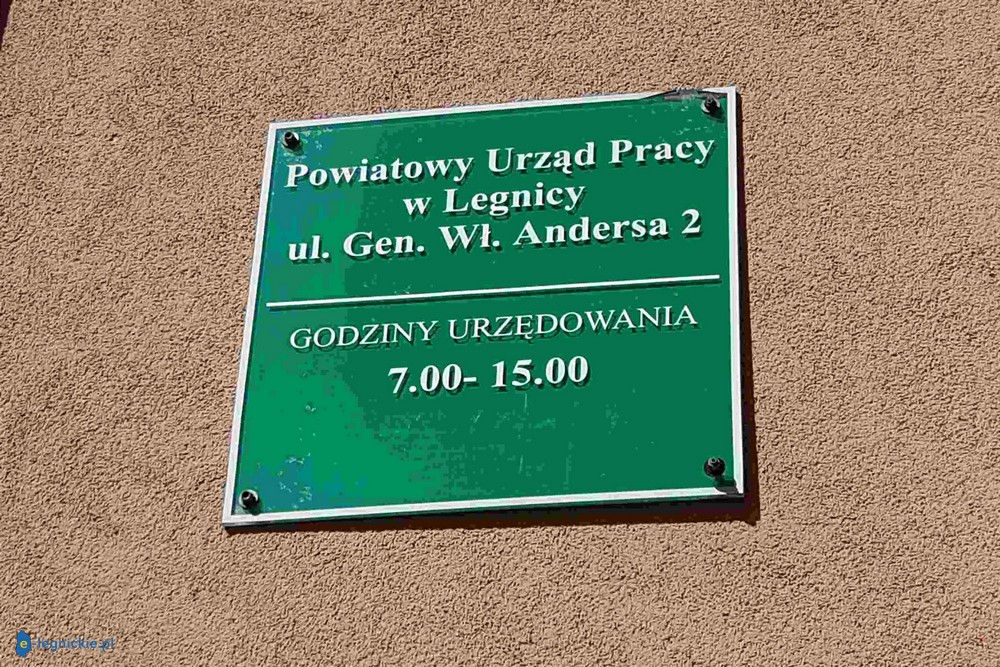 Powiatowy Urząd Pracy
w Legnicy
ul. Gen. Wł. Andersa 2
GODZINY URZĘDOWANIA
7.00- 15.00
e-legnickie.pl